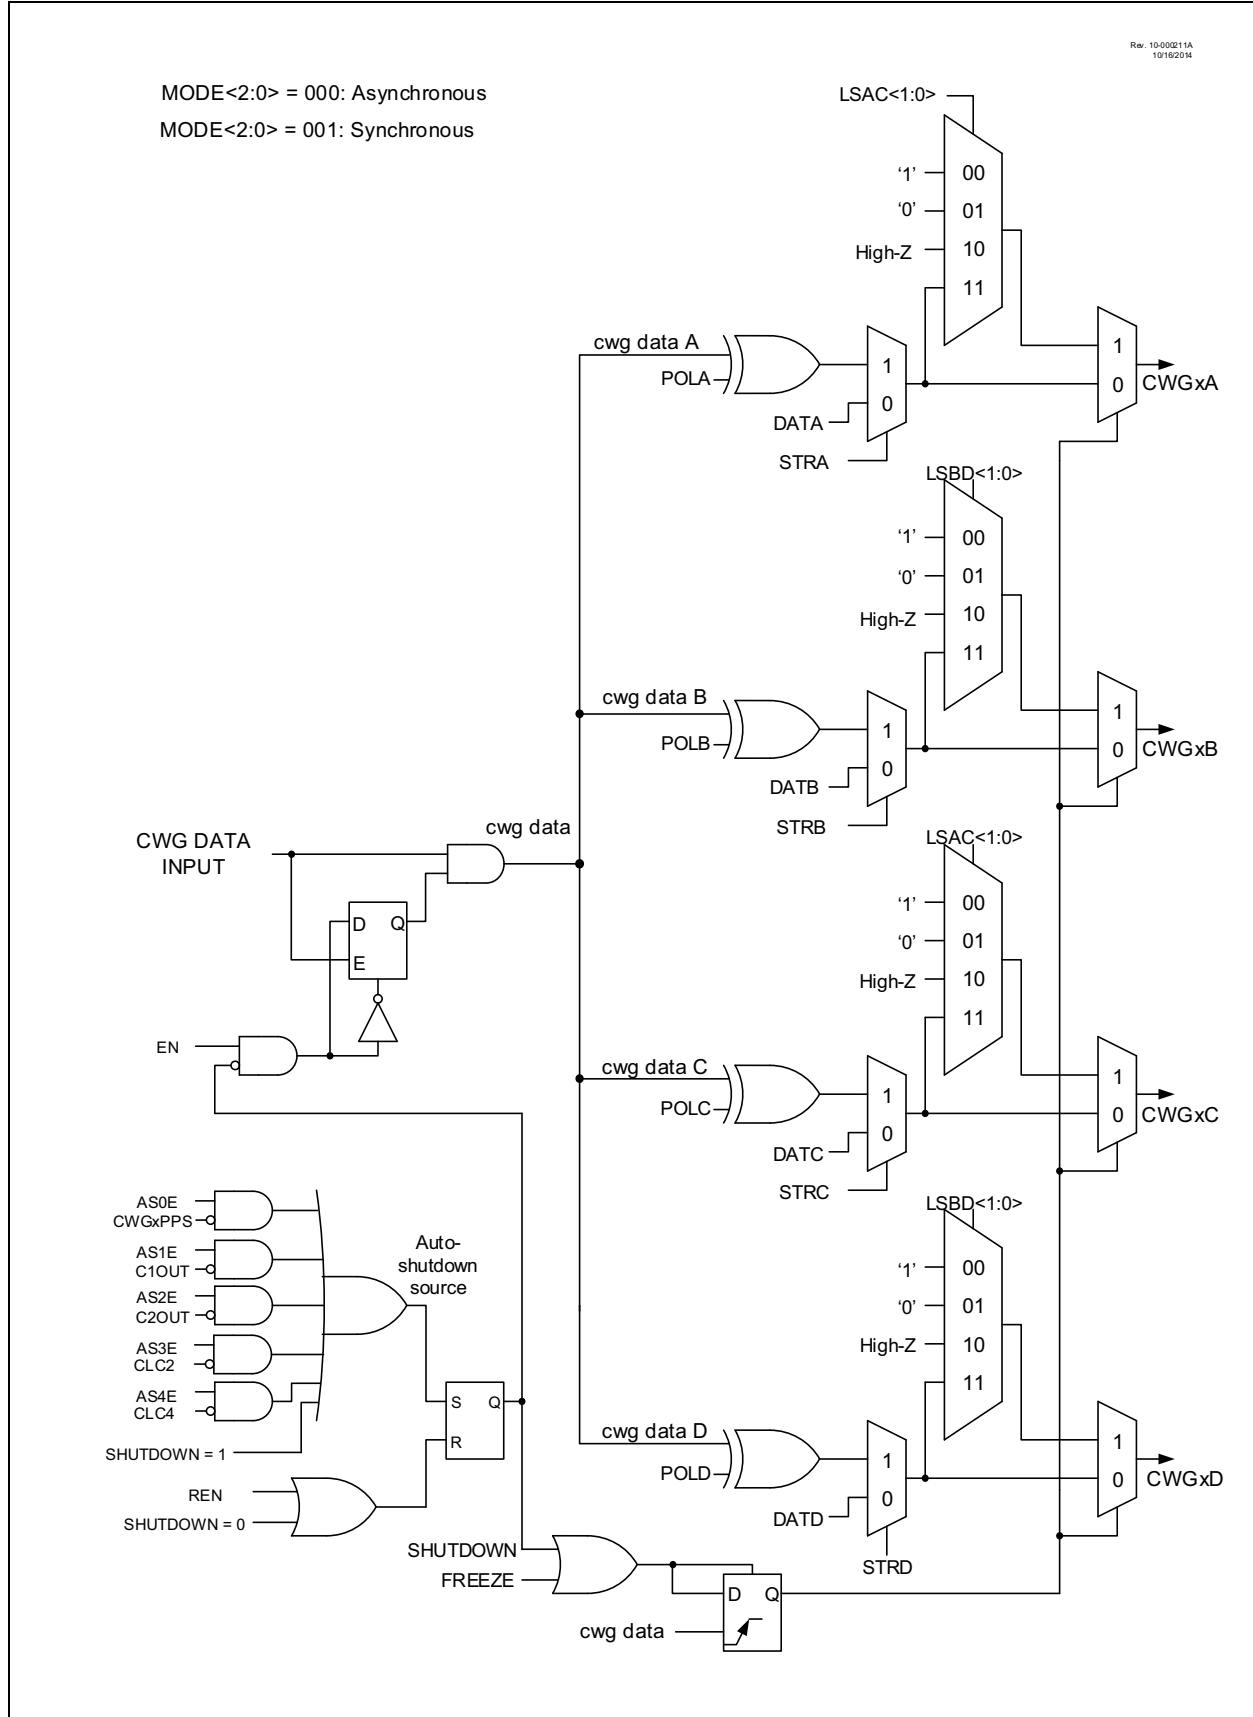 Rev. 10-000211A
10/16/2014
MODE<2:0> = 000: Asynchronous
MODE<2:0> = 001: Synchronous
LSAC<1:0>
'1'
00
'0'
01
High-Z
10
11
cwg data A
POLA
1
0
DATA
STRA
1
0
CWGxA
LSBD<1:0>
'1'
00
'0'
01
High-Z
10
11
cwg data B
POLB
1
0
DATB
STRB
1
0
CWGxB
CWG DATA
INPUT
cwg data
D
Q
E
EN
LSAC<1:0>
'1'
00
'0'
01
High-Z
10
11
cwg data C
POLC
1
0
DATC
STRC
1
0
CWGxC
AS0E
CWGxPPS
AS1E
C1OUT
AS2E
C2OUT
AS3E
CLC2
AS4E
CLC4
SHUTDOWN = 1
Auto-
shutdown
source
S
Q
R
REN
SHUTDOWN = 0
LSBD<1:0>
'1'
00
'0'
01
High-Z
10
11
cwg data D
POLD
1
0
DATD
STRD
1
0
CWGxD
SHUTDOWN
FREEZE
D
Q
cwg data